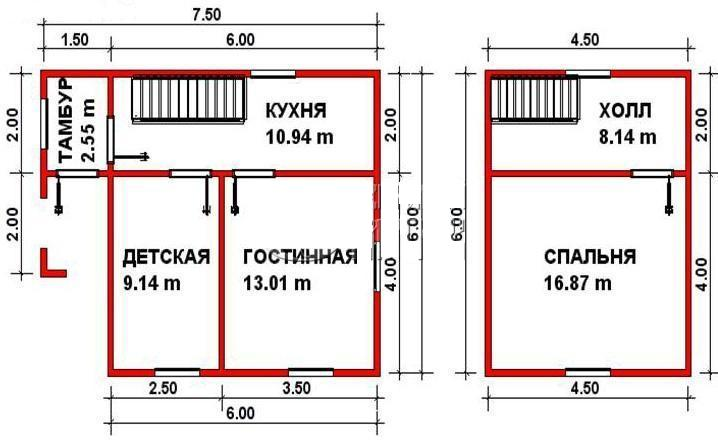 7.50
1.50 6.00
4.50
2.00
ТАМБУР
2.55 m
КУХНЯ
10.94 m
2.00
2.00
ХОЛЛ
8.14 m
2.00
2.00
ДЕТСКАЯ
9.14 m
ГОСТИННАЯ
13.01 m
4.00
6.00
6.00
СПАЛЬНЯ
16.87 m
4.00
2.50 3.50
6.00
4.50